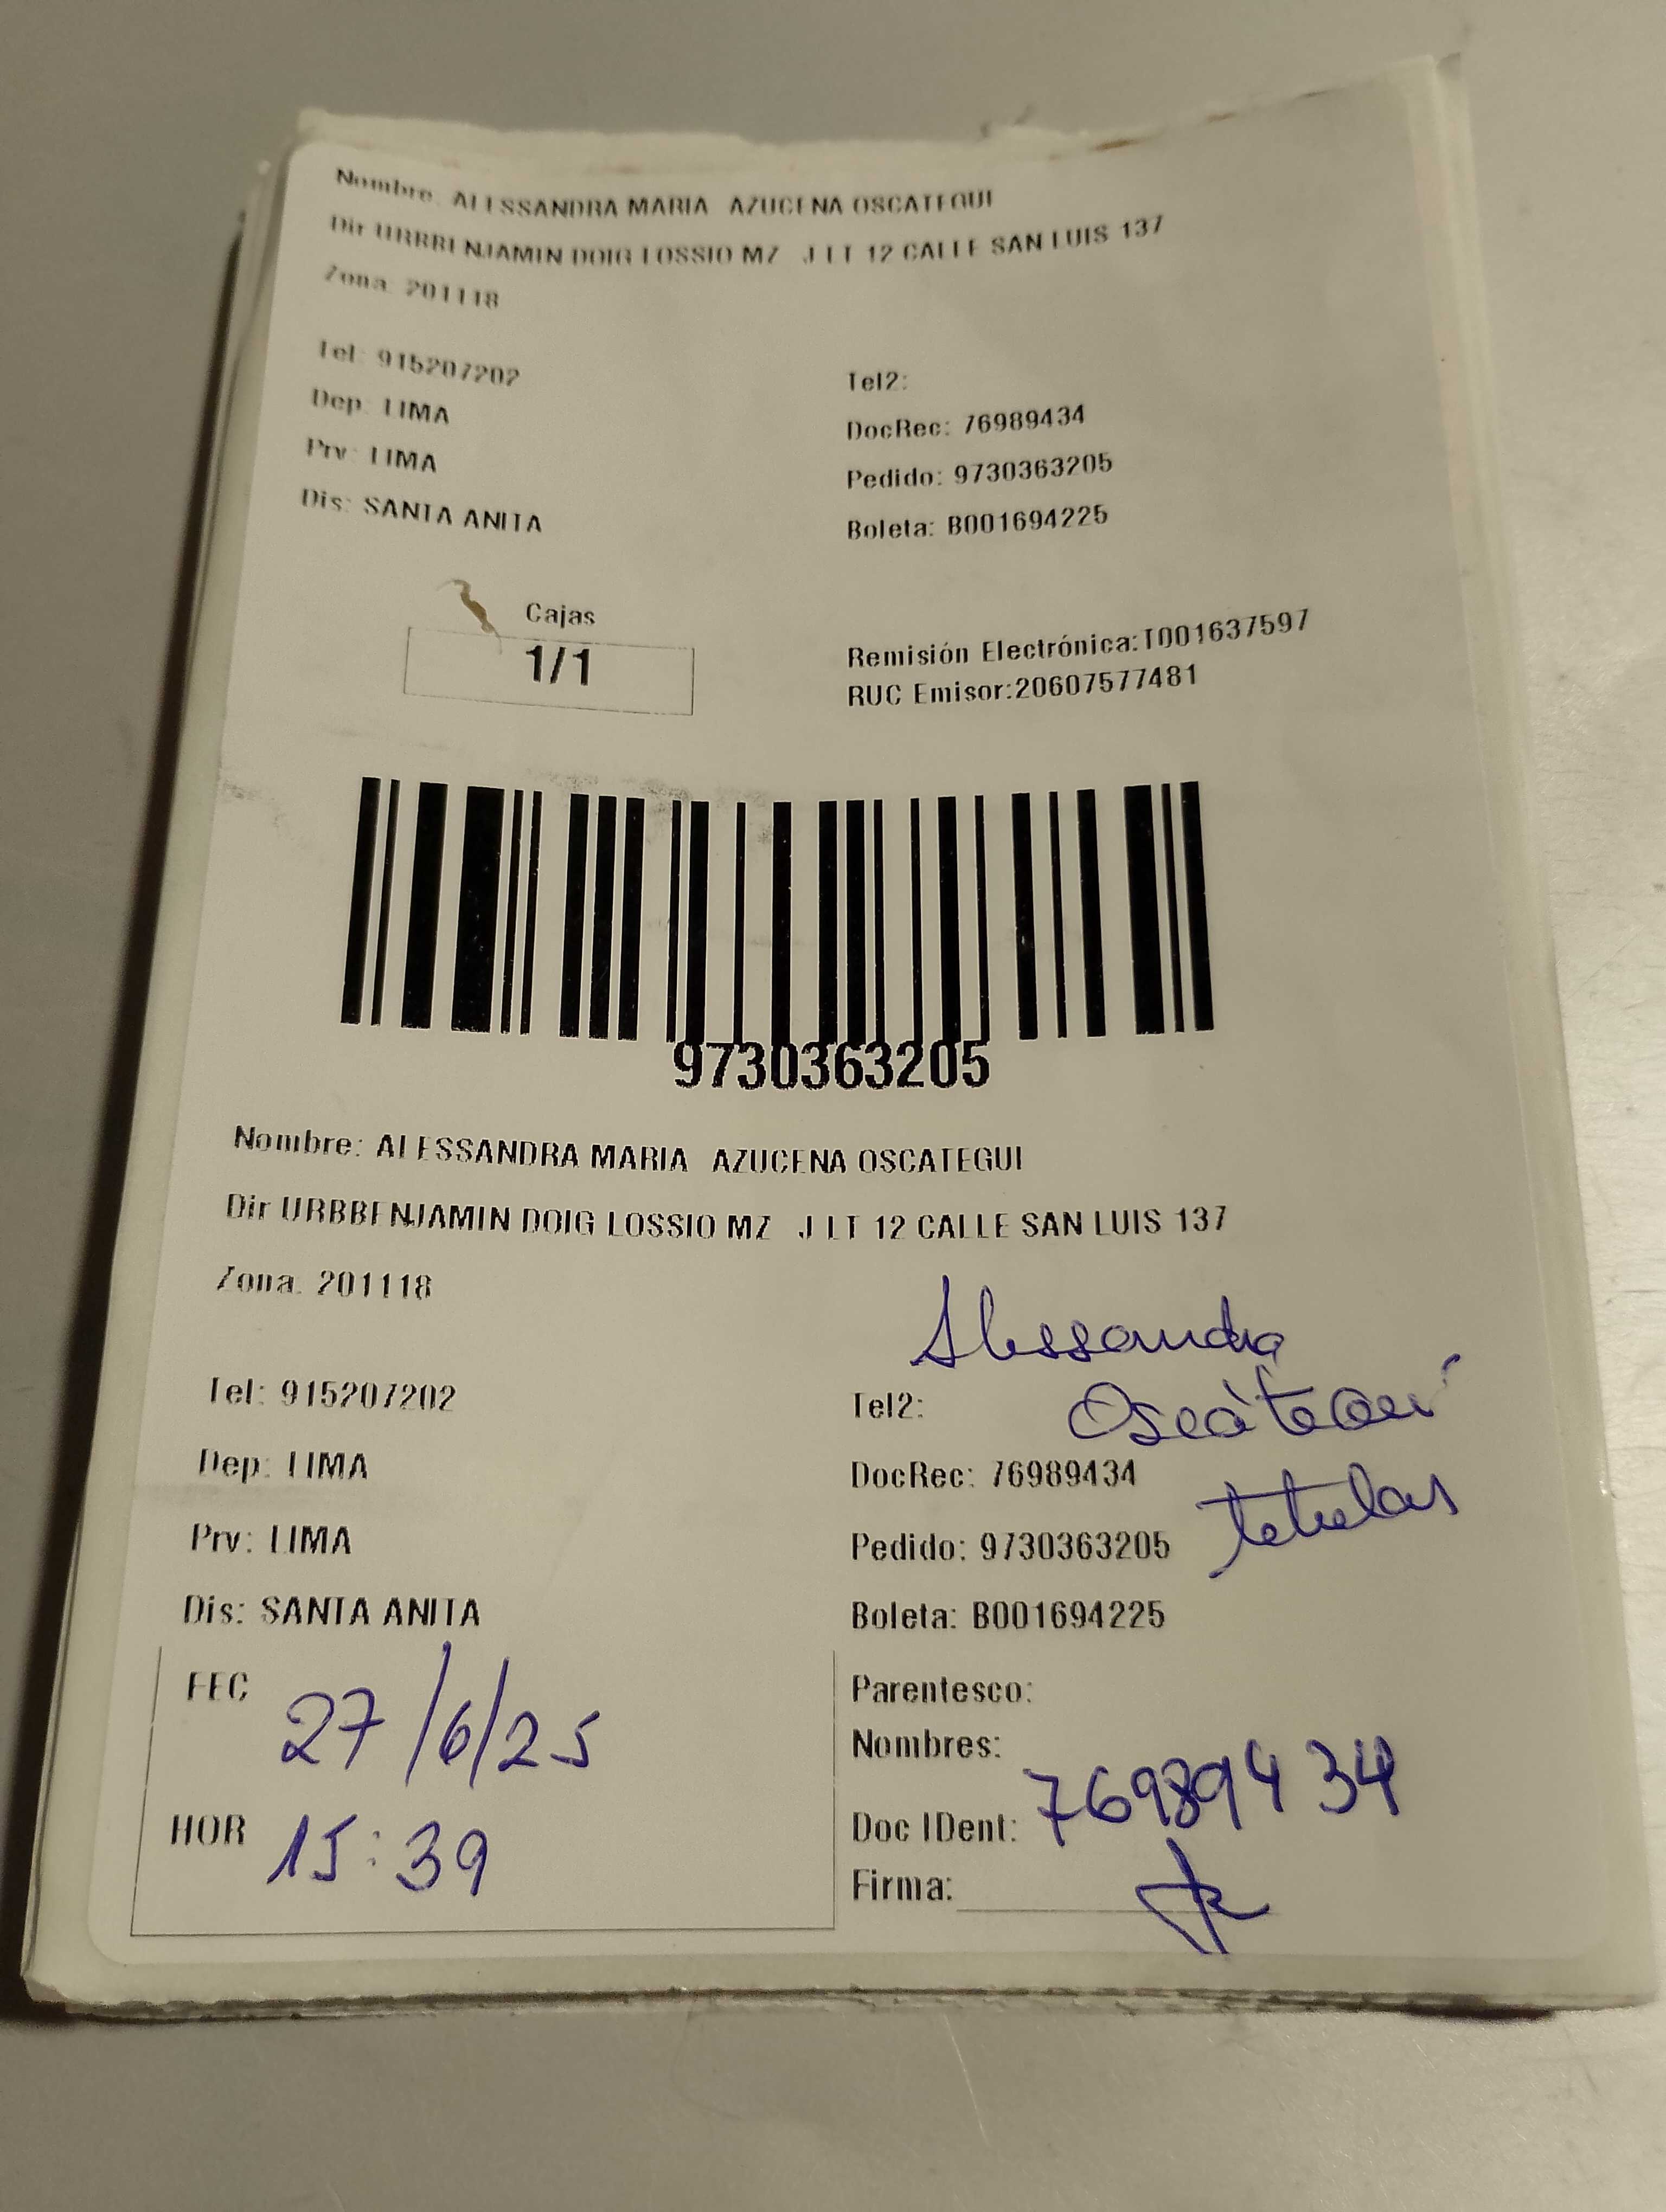 Nombre: ALESSANDRA MARIA AZUCENA OSCATEGUI
Dir URBBENJAMIN DOIG LOSSIO MZ J LT 12 CALLE SAN LUIS 137
Zona: 201118
Tel: 915207202
Tel2:
Dep: LIMA
DocRec: 76989434
Prv: LIMA
Pedido: 9730363205
Dis: SANTA ANITA
Boleta: B001694225
Cajas
1/1
Remisión Electrónica:T001637597
RUC Emisor:20607577481
9730363205
Nombre: ALESSANDRA MARIA AZUCENA OSCATEGUI
Dir URBBENJAMIN DOIG LOSSIO MZ J LT 12 CALLE SAN LUIS 137
Zona. 201118
Alessandra
Tel: 915207202
Tel2:
Dep: LIMA
DocRec: 76989434
Prv: LIMA
Pedido: 9730363205
Dis: SANTA ANITA
Boleta: B001694225
FEC 27/6/25
Parentesco:
Nombres:
HOR 15:39
Doc IDent: 76989434
Firma: